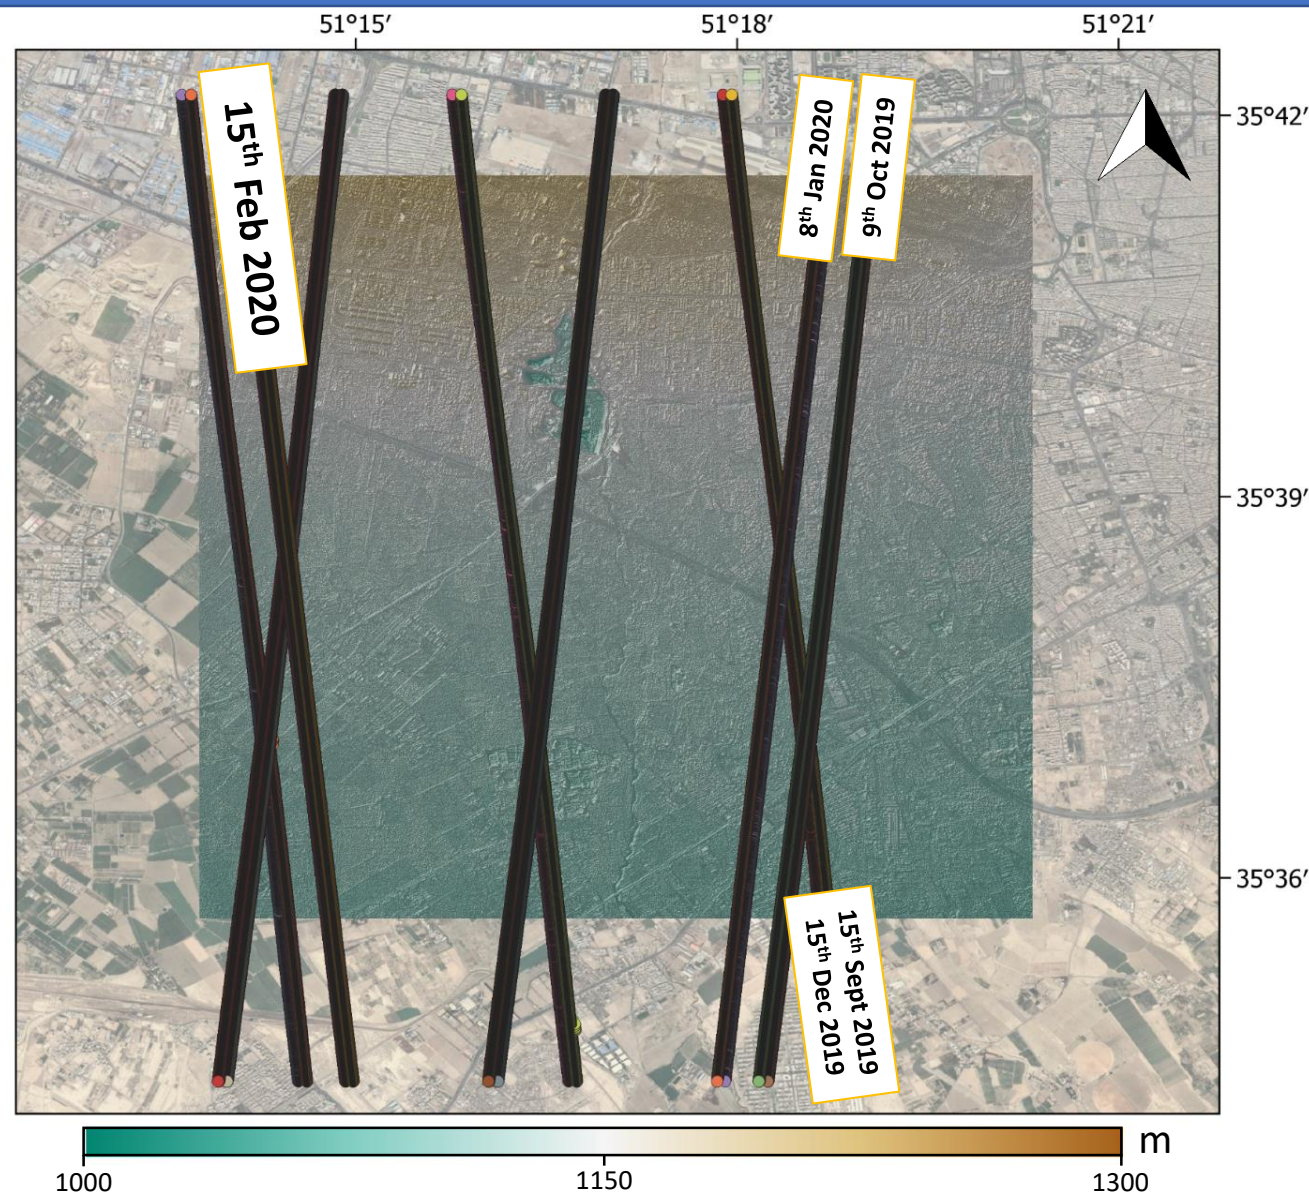 51°15′ 51°18′ 51°21′
15th Feb 2020
8th Jan 2020
9th Oct 2019
35°42′
35°39′
35°36′
15th Sept 2019
15th Dec 2019
m
1000 1150 1300